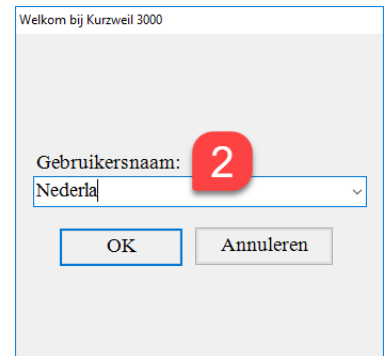 Welkom bij Kurzweil 3000
Gebruikersnaam:
2
Nederla
OK
Annuleren